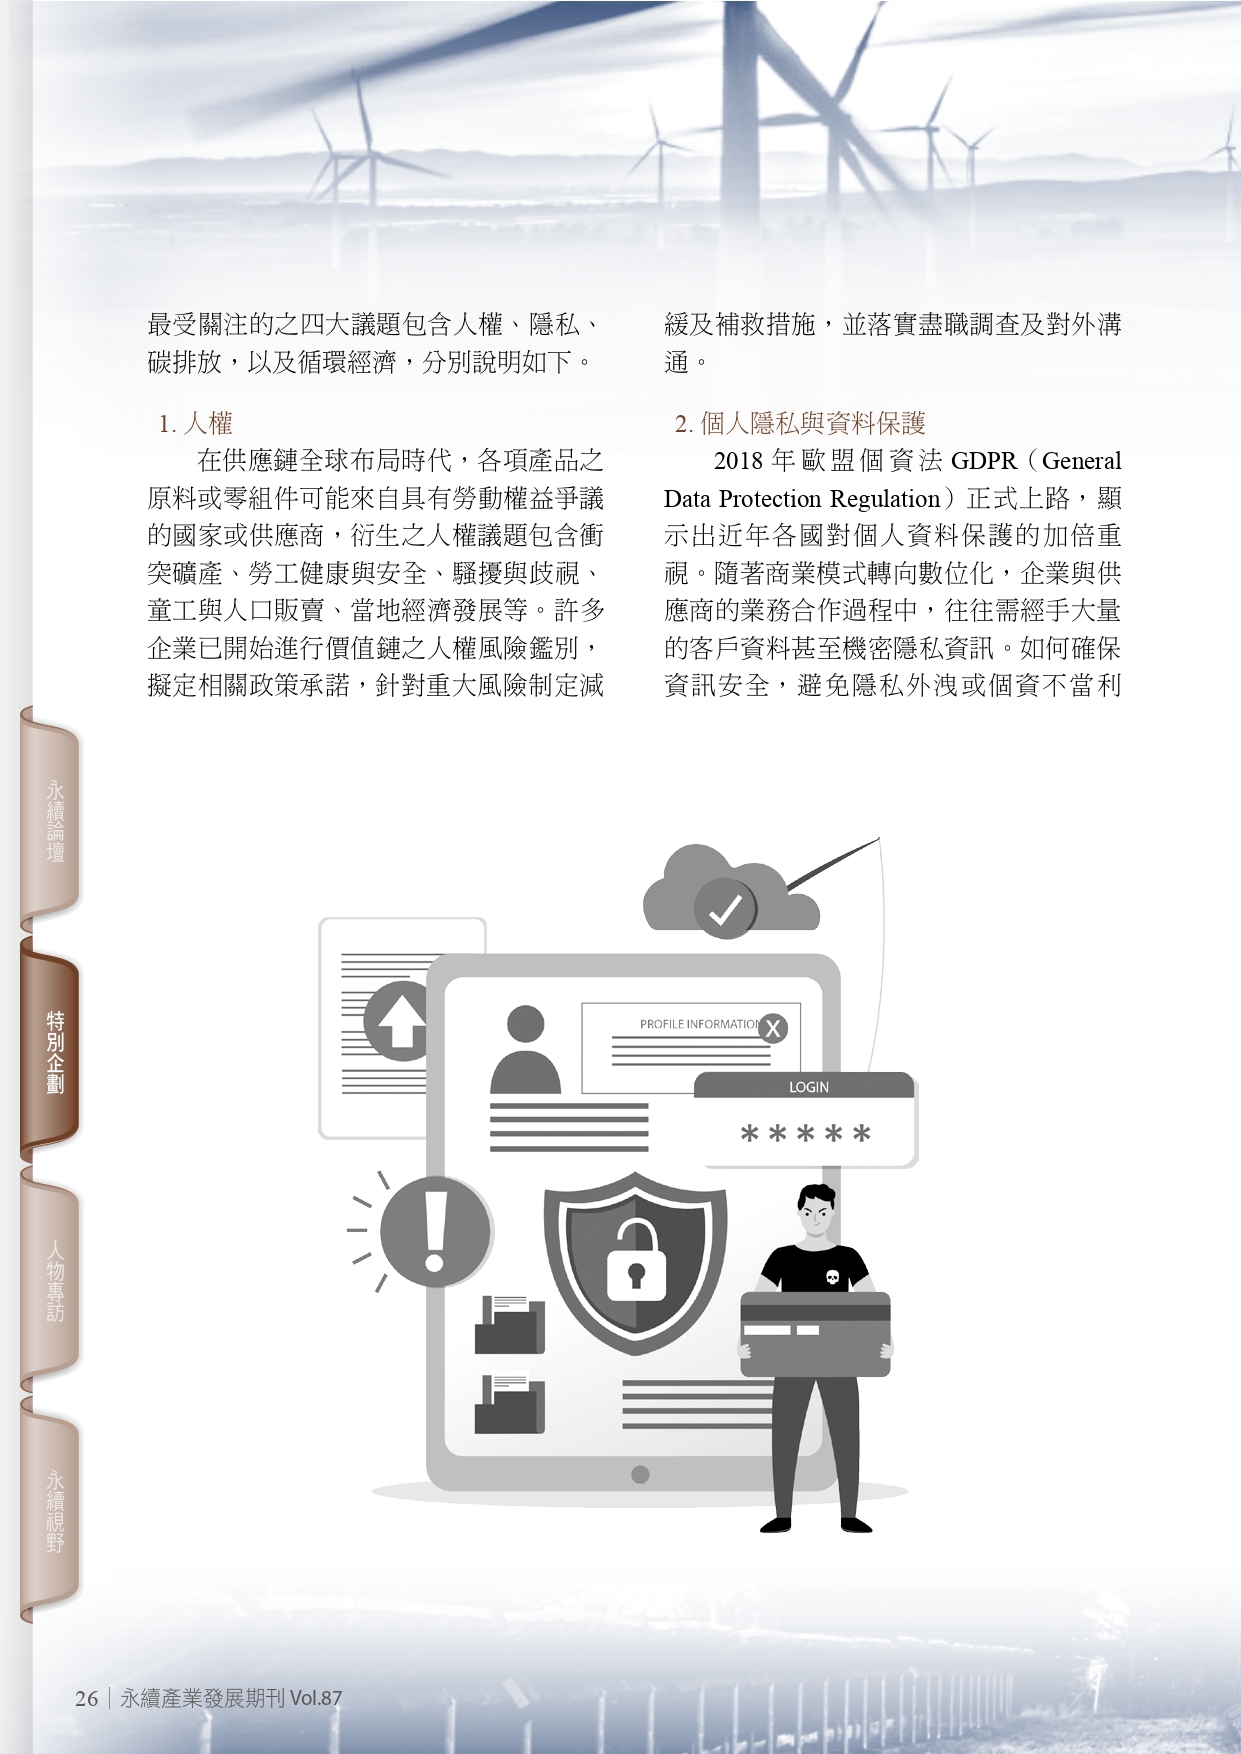 最受關注的之四大議題包含人權、隱私、
碳排放，以及循環經濟，分別說明如下。
1. 人權
在供應鏈全球布局時代，各項產品之
原料或零組件可能來自具有勞動權益爭議
的國家或供應商，衍生之人權議題包含衝
突礦產、勞工健康與安全、騷擾與歧視、
童工與人口販賣、當地經濟發展等。許多
企業已開始進行價值鏈之人權風險鑑別，
擬定相關政策承諾，針對重大風險制定減
緩及補救措施，並落實盡職調查及對外溝
通。
2. 個人隱私與資料保護
2018 年歐盟個資法 GDPR（General
Data Protection Regulation）正式上路，顯
示出近年各國對個人資料保護的加倍重
視。隨著商業模式轉向數位化，企業與供
應商的業務合作過程中，往往需經手大量
的客戶資料甚至機密隱私資訊。如何確保
資訊安全，避免隱私外洩或個資不當利
永續論壇
特別企劃
人物專訪
永續視野
PROFILE INFORMATION
X
LOGIN
*****
26｜永續產業發展期刊 Vol.87